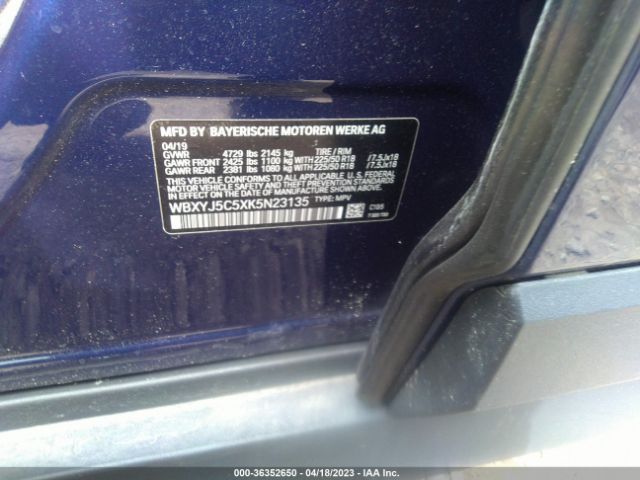 MFD BY BAYERISCHE MOTOREN WERKE AG
04/19
GVWR 4729 lbs 2145 kg TIRE / RIM
GAWR FRONT 2425 lbs 1100 kg WITH 225/50 R18 /7.5Jx18
GAWR REAR 2381 lbs 1080 kg WITH 225/50 R18 /7.5Jx18
THIS VEHICLE CONFORMS TO ALL APPLICABLE U.S. FEDERAL
MOTOR VEHICLE SAFETY, BUMPER, AND THEFT PREVENTION
STANDARDS IN EFFECT ON THE DATE OF MANUFACTURE SHOWN ABOVE.
WBXYJ5C5XK5N23135 TYPE: MPV
000-36352650 - 04/18/2023 - IAA Inc.